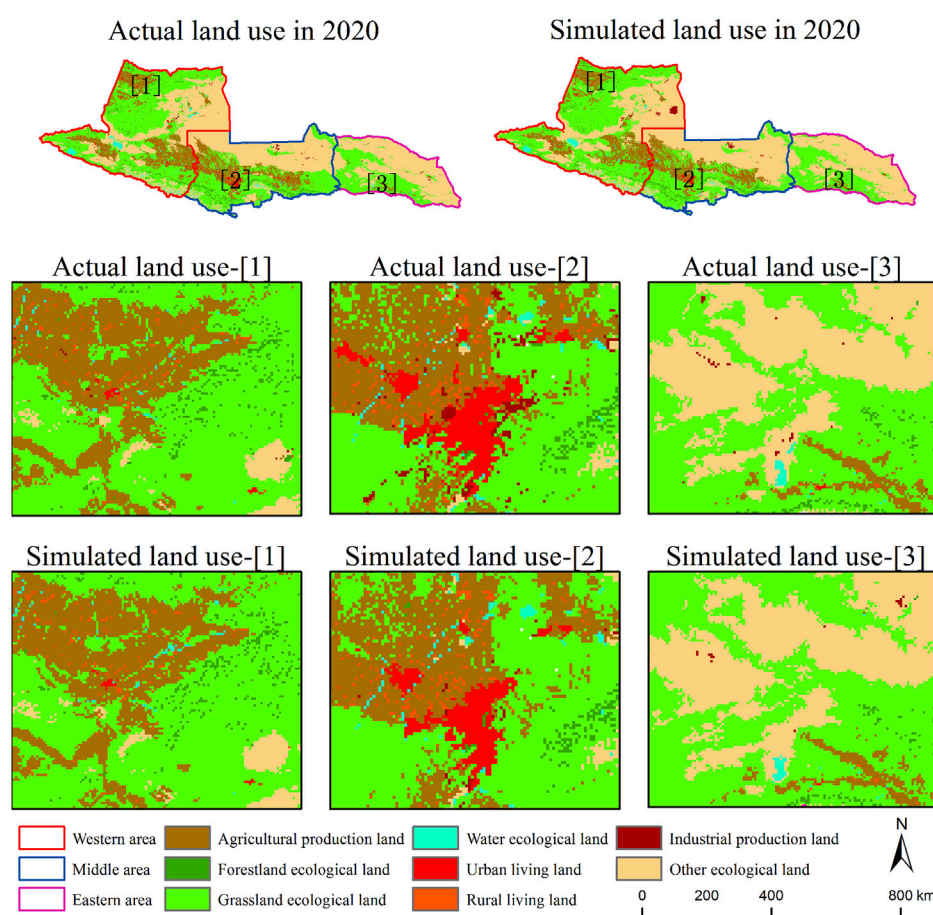 Actual land use in 2020
Simulated land use in 2020
[1]
[2]
[3]
[1]
[2]
[3]
Actual land use-[1]
Actual land use-[2]
Actual land use-[3]
Simulated land use-[1]
Simulated land use-[2]
Simulated land use-[3]
Western area
Agricultural production land
Water ecological land
Industrial production land
Middle area
Forestland ecological land
Urban living land
Other ecological land
Eastern area
Grassland ecological land
Rural living land
N
0 200 400 800 km